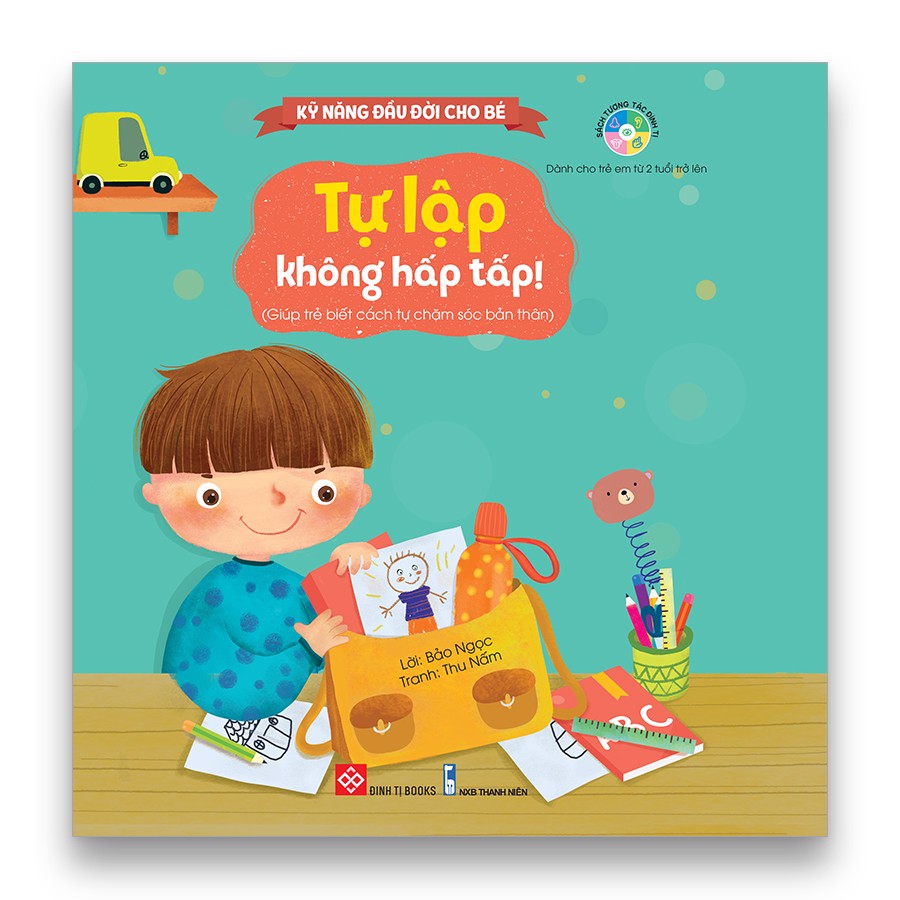 KỸ NĂNG ĐẦU ĐỜI CHO BÉ
SÁCH TƯƠNG TÁC ĐINH TỊ
Dành cho trẻ em từ 2 tuổi trở lên
Tự lập
không hấp tấp!
(Giúp trẻ biết cách tự chăm sóc bản thân)
Lời: Bảo Ngọc
Tranh: Thu Nấm
ABC
ĐINH TỊ BOOKS
NXB THANH NIÊN